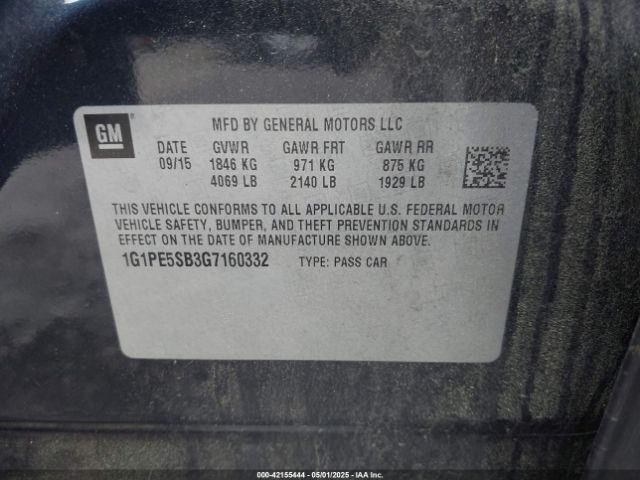 GM
MFD BY GENERAL MOTORS LLC
DATE GVWR GAWR FRT GAWR RR
09/15 1846 KG 971 KG 875 KG
4069 LB 2140 LB 1929 LB
THIS VEHICLE CONFORMS TO ALL APPLICABLE U.S. FEDERAL MOTOR
VEHICLE SAFETY, BUMPER, AND THEFT PREVENTION STANDARDS IN
EFFECT ON THE DATE OF MANUFACTURE SHOWN ABOVE.
1G1PE5SB3G7160332 TYPE: PASS CAR
000-42155444 - 05/01/2025 - IAA Inc.